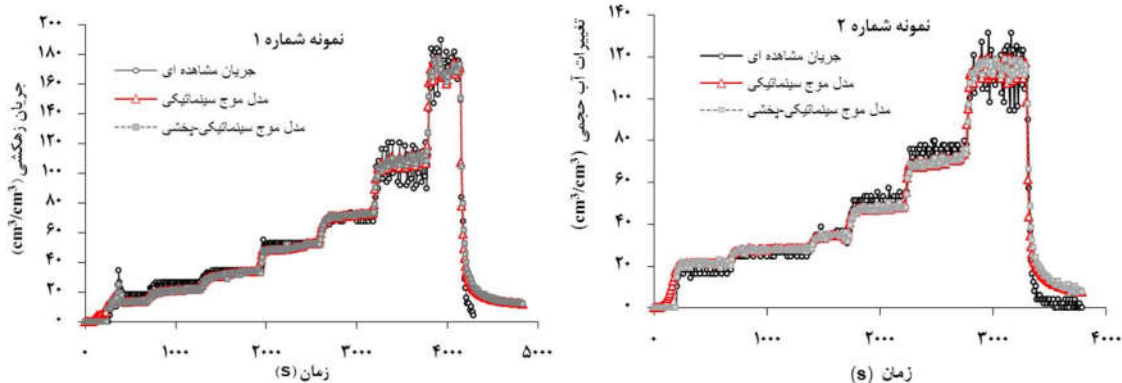 نمونه شماره ۱
جریان مشاهده ای
مدل موج سینماتیکی
مدل موج سینماتیکی-پخشی
جریان زهکشی (cm³/cm³)
۲۰۰
۱۸۰
۱۶۰
۱۴۰
۱۲۰
۱۰۰
۸۰
۶۰
۴۰
۲۰
۰
۰ ۱۰۰۰ ۲۰۰۰ ۳۰۰۰ ۴۰۰۰ ۵۰۰۰
زمان (s)
نمونه شماره ۲
جریان مشاهده ای
مدل موج سینماتیکی
مدل موج سینماتیکی-پخشی
تغییرات آب حجمی (cm³/cm³)
۱۴۰
۱۲۰
۱۰۰
۸۰
۶۰
۴۰
۲۰
۰
۰ ۱۰۰۰ ۲۰۰۰ ۳۰۰۰ ۴۰۰۰
زمان (s)